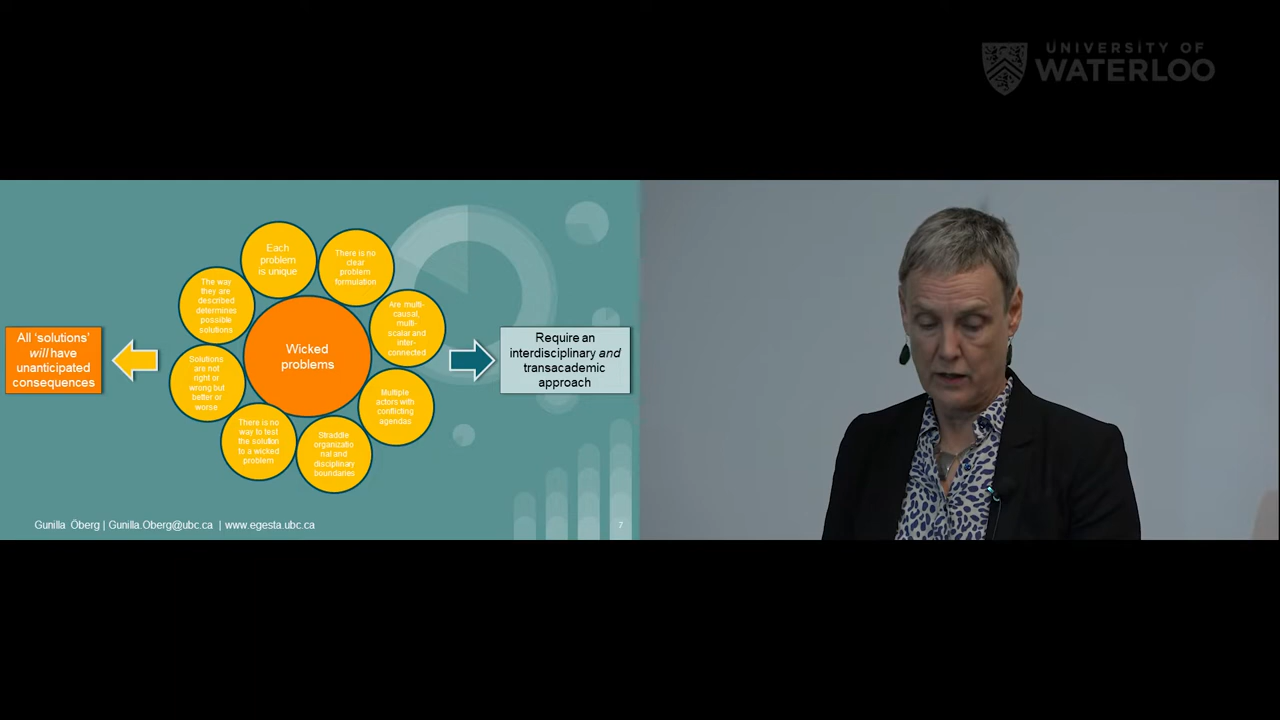 UNIVERSITY OF
WATERLOO
Each
problem
is unique
There is no
clear
problem
formulation
The way
they are
described
determines
possible
solutions
Are multi-
causal,
multi-
scalar and
inter-
connected
All ‘solutions’
will have
unanticipated
consequences
Wicked
problems
Require an
interdisciplinary and
transacademic
approach
Solutions
are not
right or
wrong but
better or
worse
Multiple
actors with
conflicting
agendas
There is no
way to test
the solution
to a wicked
problem
Straddle
organizatio
nal and
disciplinary
boundaries
Gunilla Öberg | Gunilla.Oberg@ubc.ca | www.egesta.ubc.ca
7